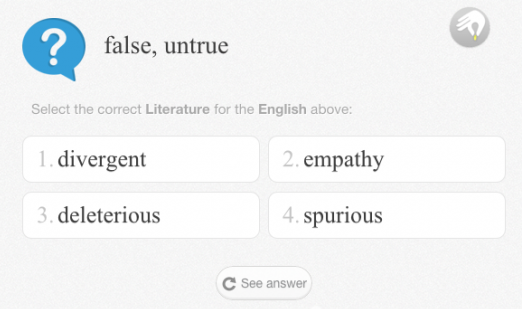 ?
false, untrue
Select the correct Literature for the English above:
1. divergent
2. empathy
3. deleterious
4. spurious
See answer